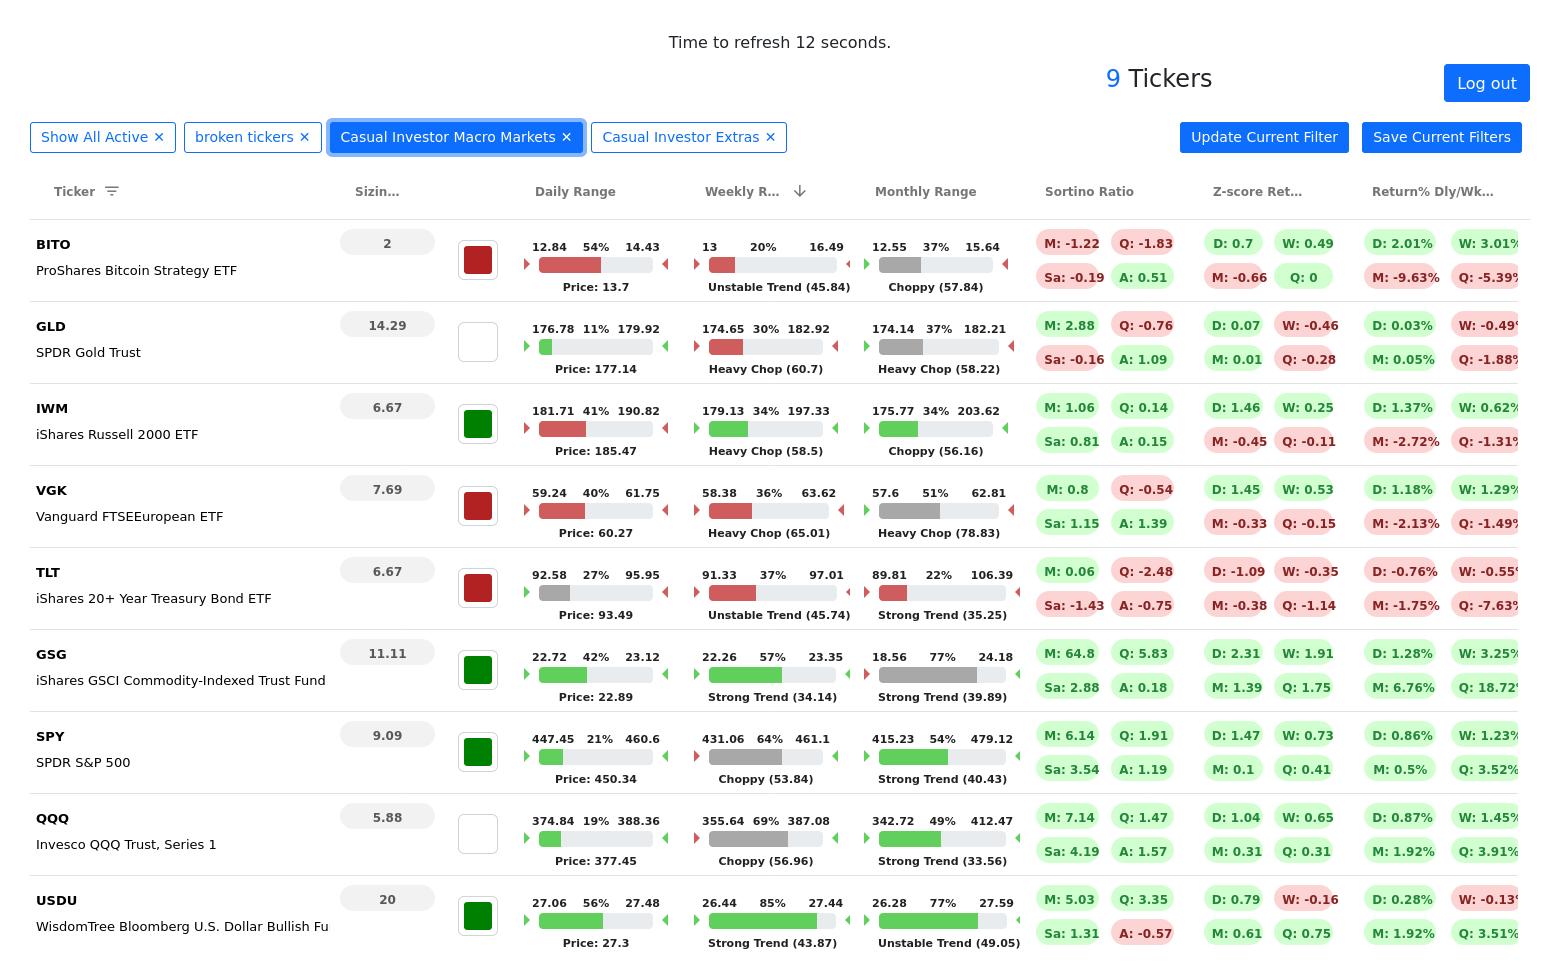 Time to refresh 12 seconds.
9 Tickers
Log out
Show All Active ✕ broken tickers ✕ Casual Investor Macro Markets ✕ Casual Investor Extras ✕ Update Current Filter Save Current Filters
Ticker Sizin... Daily Range Weekly R... Monthly Range Sortino Ratio Z-score Ret... Return% Dly/Wk...
BITO 2 12.84 54% 14.43 13 20% 16.49 12.55 37% 15.64 M: -1.22 Q: -1.83 D: 0.7 W: 0.49 D: 2.01% W: 3.01%
ProShares Bitcoin Strategy ETF Price: 13.7 Unstable Trend (45.84) Choppy (57.84) Sa: -0.19 A: 0.51 M: -0.66 Q: 0 M: -9.63% Q: -5.39%
GLD 14.29 176.78 11% 179.92 174.65 30% 182.92 174.14 37% 182.21 M: 2.88 Q: -0.76 D: 0.07 W: -0.46 D: 0.03% W: -0.49%
SPDR Gold Trust Price: 177.14 Heavy Chop (60.7) Heavy Chop (58.22) Sa: -0.16 A: 1.09 M: 0.01 Q: -0.28 M: 0.05% Q: -1.88%
IWM 6.67 181.71 41% 190.82 179.13 34% 197.33 175.77 34% 203.62 M: 1.06 Q: 0.14 D: 1.46 W: 0.25 D: 1.37% W: 0.62%
iShares Russell 2000 ETF Price: 185.47 Heavy Chop (58.5) Choppy (56.16) Sa: 0.81 A: 0.15 M: -0.45 Q: -0.11 M: -2.72% Q: -1.31%
VGK 7.69 59.24 40% 61.75 58.38 36% 63.62 57.6 51% 62.81 M: 0.8 Q: -0.54 D: 1.45 W: 0.53 D: 1.18% W: 1.29%
Vanguard FTSEEuropean ETF Price: 60.27 Heavy Chop (65.01) Heavy Chop (78.83) Sa: 1.15 A: 1.39 M: -0.33 Q: -0.15 M: -2.13% Q: -1.49%
TLT 6.67 92.58 27% 95.95 91.33 37% 97.01 89.81 22% 106.39 M: 0.06 Q: -2.48 D: -1.09 W: -0.35 D: -0.76% W: -0.55%
iShares 20+ Year Treasury Bond ETF Price: 93.49 Unstable Trend (45.74) Strong Trend (35.25) Sa: -1.43 A: -0.75 M: -0.38 Q: -1.14 M: -1.75% Q: -7.63%
GSG 11.11 22.72 42% 23.12 22.26 57% 23.35 18.56 77% 24.18 M: 64.8 Q: 5.83 D: 2.31 W: 1.91 D: 1.28% W: 3.25%
iShares GSCI Commodity-Indexed Trust Fund Price: 22.89 Strong Trend (34.14) Strong Trend (39.89) Sa: 2.88 A: 0.18 M: 1.39 Q: 1.75 M: 6.76% Q: 18.72%
SPY 9.09 447.45 21% 460.6 431.06 64% 461.1 415.23 54% 479.12 M: 6.14 Q: 1.91 D: 1.47 W: 0.73 D: 0.86% W: 1.23%
SPDR S&P 500 Price: 450.34 Choppy (53.84) Strong Trend (40.43) Sa: 3.54 A: 1.19 M: 0.1 Q: 0.41 M: 0.5% Q: 3.52%
QQQ 5.88 374.84 19% 388.36 355.64 69% 387.08 342.72 49% 412.47 M: 7.14 Q: 1.47 D: 1.04 W: 0.65 D: 0.87% W: 1.45%
Invesco QQQ Trust, Series 1 Price: 377.45 Choppy (56.96) Strong Trend (33.56) Sa: 4.19 A: 1.57 M: 0.31 Q: 0.31 M: 1.92% Q: 3.91%
USDU 20 27.06 56% 27.48 26.44 85% 27.44 26.28 77% 27.59 M: 5.03 Q: 3.35 D: 0.79 W: -0.16 D: 0.28% W: -0.13%
WisdomTree Bloomberg U.S. Dollar Bullish Fu Price: 27.3 Strong Trend (43.87) Unstable Trend (49.05) Sa: 1.31 A: -0.57 M: 0.61 Q: 0.75 M: 1.92% Q: 3.51%